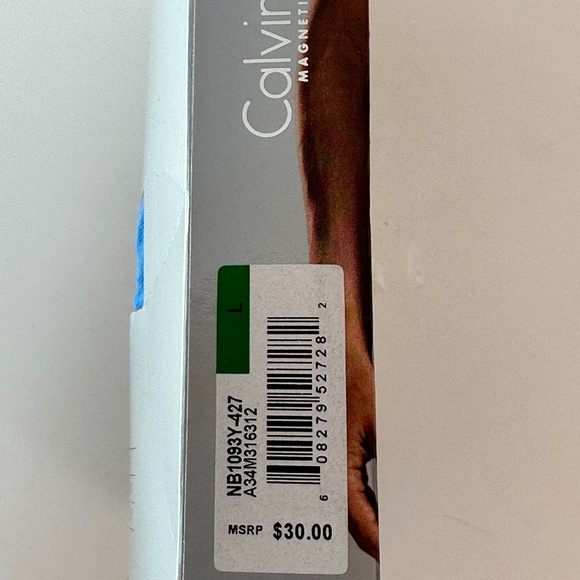 Calvin
MAGNETI
L
NB1093Y-427
A34M316312
6 08279 52728 2
MSRP $30.00